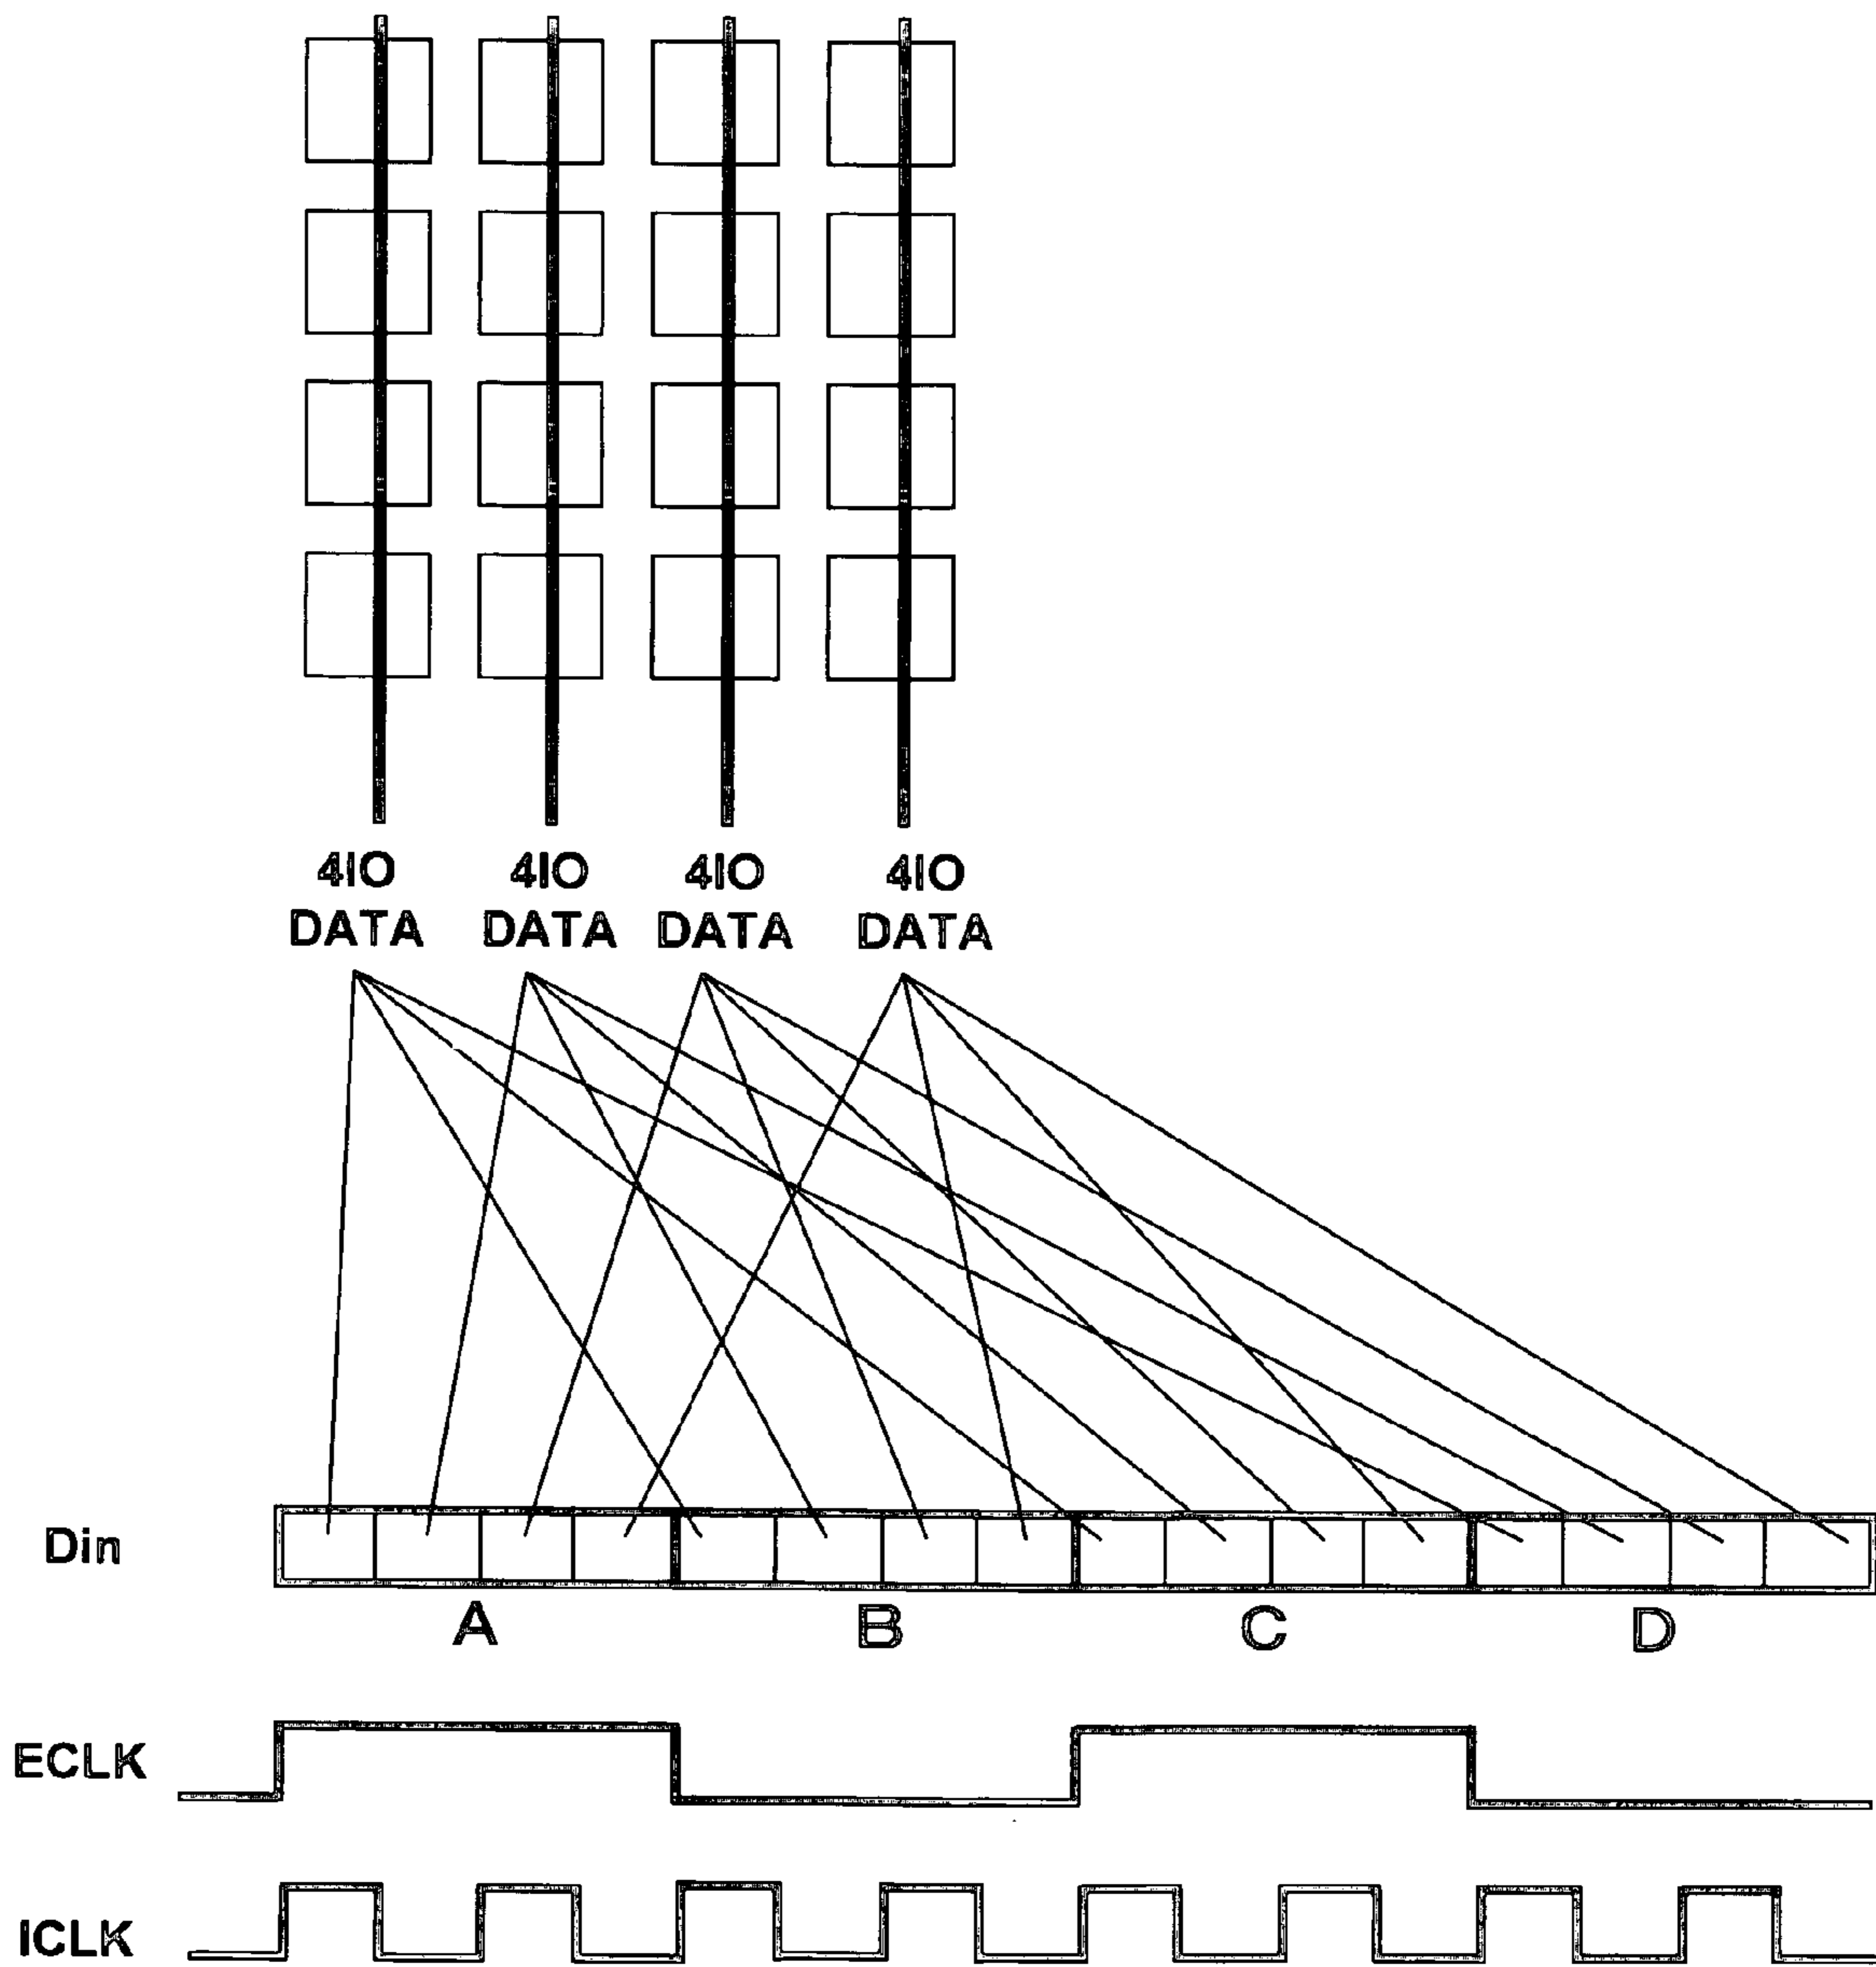 4IO 4IO 4IO 4IO
DATA DATA DATA DATA
Din
A B C D
ECLK
ICLK